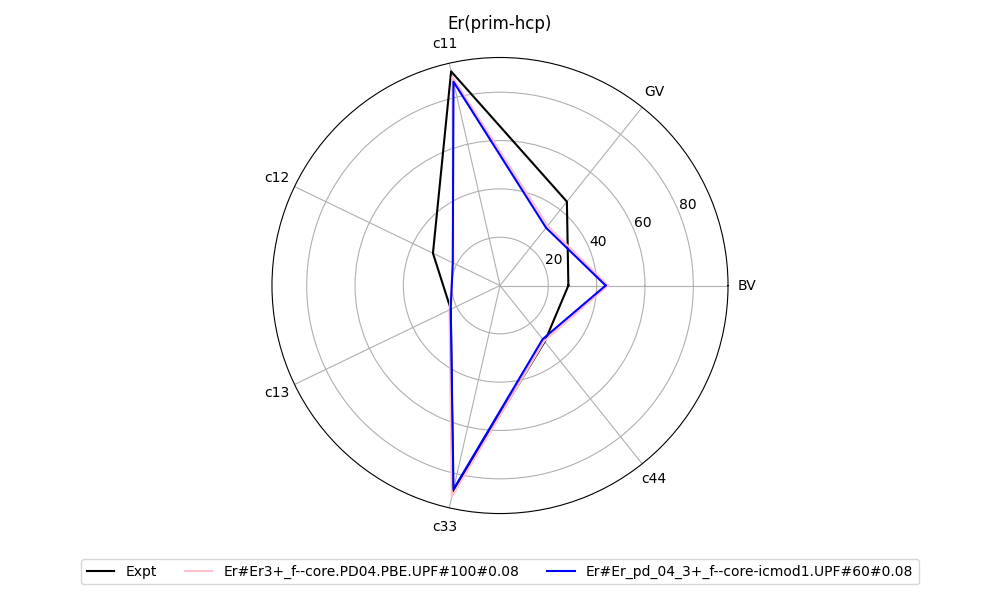 Er(prim-hcp)
c11
GV
c12
80
60
40
20
BV
c13
c44
c33
Expt
Er#Er3+_f--core.PD04.PBE.UPF#100#0.08
Er#Er_pd_04_3+_f--core-icmod1.UPF#60#0.08